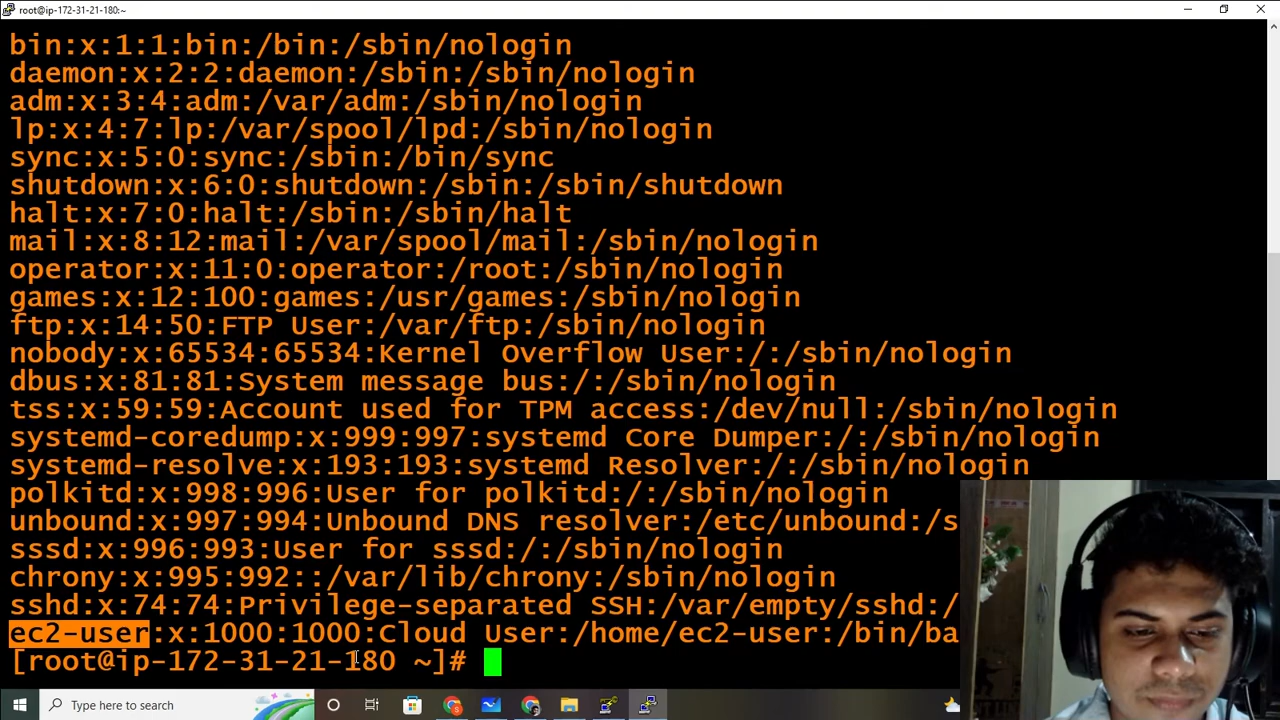 root@ip-172-31-21-180:~
bin:x:1:1:bin:/bin:/sbin/nologin
daemon:x:2:2:daemon:/sbin:/sbin/nologin
adm:x:3:4:adm:/var/adm:/sbin/nologin
lp:x:4:7:lp:/var/spool/lpd:/sbin/nologin
sync:x:5:0:sync:/sbin:/bin/sync
shutdown:x:6:0:shutdown:/sbin:/sbin/shutdown
halt:x:7:0:halt:/sbin:/sbin/halt
mail:x:8:12:mail:/var/spool/mail:/sbin/nologin
operator:x:11:0:operator:/root:/sbin/nologin
games:x:12:100:games:/usr/games:/sbin/nologin
ftp:x:14:50:FTP User:/var/ftp:/sbin/nologin
nobody:x:65534:65534:Kernel Overflow User:/:/sbin/nologin
dbus:x:81:81:System message bus:/:/sbin/nologin
tss:x:59:59:Account used for TPM access:/dev/null:/sbin/nologin
systemd-coredump:x:999:997:systemd Core Dumper:/:/sbin/nologin
systemd-resolve:x:193:193:systemd Resolver:/:/sbin/nologin
polkitd:x:998:996:User for polkitd:/:/sbin/nologin
unbound:x:997:994:Unbound DNS resolver:/etc/unbound:/s
sssd:x:996:993:User for sssd:/:/sbin/nologin
chrony:x:995:992::/var/lib/chrony:/sbin/nologin
sshd:x:74:74:Privilege-separated SSH:/var/empty/sshd:/
ec2-user:x:1000:1000:Cloud User:/home/ec2-user:/bin/ba
[root@ip-172-31-21-180 ~]#
Type here to search